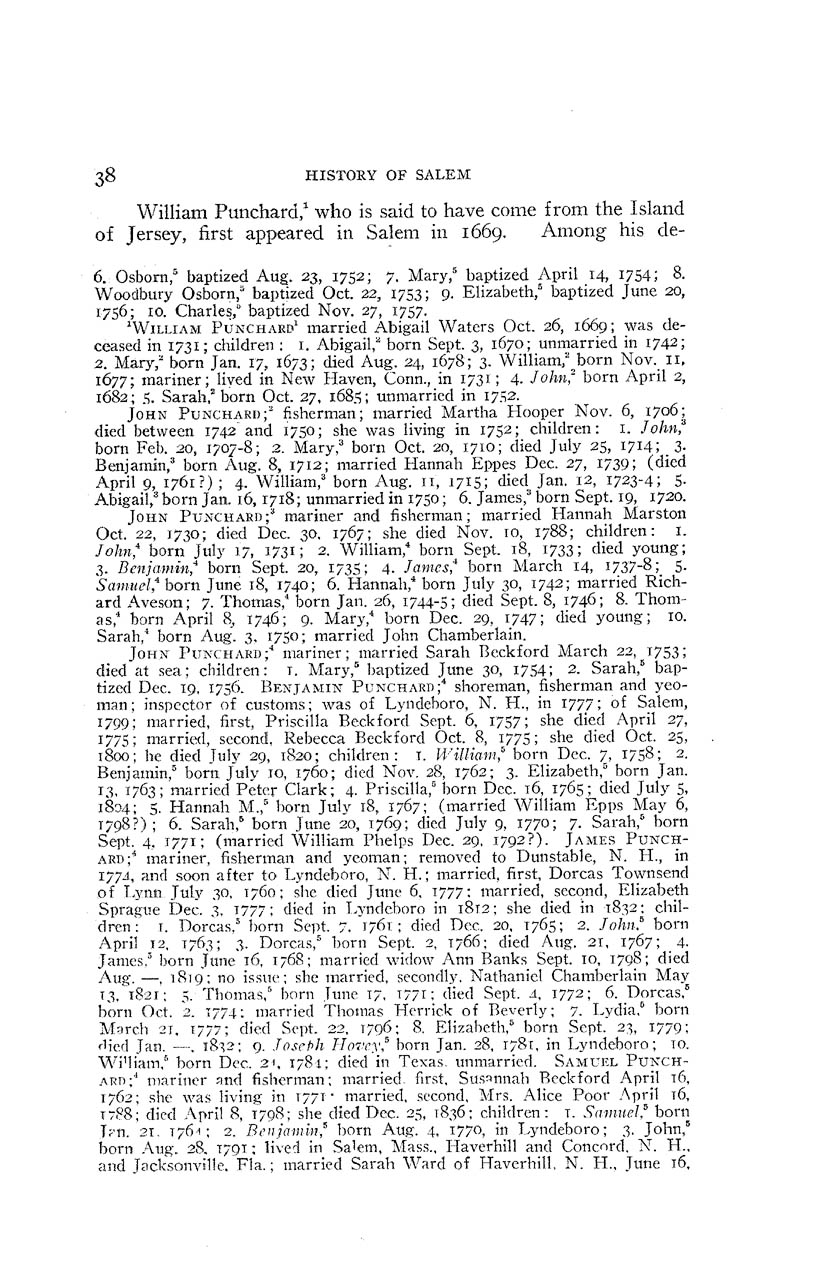 38 HISTORY OF SALEM
William Punchard,¹ who is said to have come from the Island
of Jersey, first appeared in Salem in 1669. Among his de-
6. Osborn,⁵ baptized Aug. 23, 1752; 7. Mary,⁵ baptized April 14, 1754; 8.
Woodbury Osborn,⁵ baptized Oct. 22, 1753; 9. Elizabeth,⁵ baptized June 20,
1756; 10. Charles,⁵ baptized Nov. 27, 1757.
¹WILLIAM PUNCHARD¹ married Abigail Waters Oct. 26, 1669; was de-
ceased in 1731; children: 1. Abigail,² born Sept. 3, 1670; unmarried in 1742;
2. Mary,² born Jan. 17, 1673; died Aug. 24, 1678; 3. William,² born Nov. 11,
1677; mariner; lived in New Haven, Conn., in 1731; 4. John,² born April 2,
1682; 5. Sarah,² born Oct. 27, 1685; unmarried in 1752.
JOHN PUNCHARD;² fisherman; married Martha Hooper Nov. 6, 1706;
died between 1742 and 1750; she was living in 1752; children: 1. John,³
born Feb. 20, 1707-8; 2. Mary,³ born Oct. 20, 1710; died July 25, 1714; 3.
Benjamin,³ born Aug. 8, 1712; married Hannah Eppes Dec. 27, 1739; (died
April 9, 1761?); 4. William,³ born Aug. 11, 1715; died Jan. 12, 1723-4; 5.
Abigail,³ born Jan. 16, 1718; unmarried in 1750; 6. James,³ born Sept. 19, 1720.
JOHN PUNCHARD;³ mariner and fisherman; married Hannah Marston
Oct. 22, 1730; died Dec. 30, 1767; she died Nov. 10, 1788; children: 1.
John,⁴ born July 17, 1731; 2. William,⁴ born Sept. 18, 1733; died young;
3. Benjamin,⁴ born Sept. 20, 1735; 4. James,⁴ born March 14, 1737-8; 5.
Samuel,⁴ born June 18, 1740; 6. Hannah,⁴ born July 30, 1742; married Rich-
ard Aveson; 7. Thomas,⁴ born Jan. 26, 1744-5; died Sept. 8, 1746; 8. Thom-
as,⁴ born April 8, 1746; 9. Mary,⁴ born Dec. 29, 1747; died young; 10.
Sarah,⁴ born Aug. 3, 1750; married John Chamberlain.
JOHN PUNCHARD;⁴ mariner; married Sarah Beckford March 22, 1753;
died at sea; children: 1. Mary,⁵ baptized June 30, 1754; 2. Sarah,⁵ bap-
tized Dec. 19, 1756. BENJAMIN PUNCHARD;⁴ shoreman, fisherman and yeo-
man; inspector of customs; was of Lyndeboro, N. H., in 1777; of Salem,
1799; married, first, Priscilla Beckford Sept. 6, 1757; she died April 27,
1775; married, second, Rebecca Beckford Oct. 8, 1775; she died Oct. 25,
1800; he died July 29, 1820; children: 1. William,⁵ born Dec. 7, 1758; 2.
Benjamin,⁵ born July 10, 1760; died Nov. 28, 1762; 3. Elizabeth,⁵ born Jan.
13, 1763; married Peter Clark; 4. Priscilla,⁵ born Dec. 16, 1765; died July 5,
1804; 5. Hannah M.,⁵ born July 18, 1767; (married William Epps May 6,
1798?); 6. Sarah,⁵ born June 20, 1769; died July 9, 1770; 7. Sarah,⁵ born
Sept. 4, 1771; (married William Phelps Dec. 29, 1792?). JAMES PUNCH-
ARD;⁴ mariner, fisherman and yeoman; removed to Dunstable, N. H., in
1774, and soon after to Lyndeboro, N. H.; married, first, Dorcas Townsend
of Lynn July 30, 1760; she died June 6, 1777; married, second, Elizabeth
Sprague Dec. 3, 1777; died in Lyndeboro in 1812; she died in 1832; chil-
dren: 1. Dorcas,⁵ born Sept. 7, 1761; died Dec. 20, 1765; 2. John,⁵ born
April 12, 1763; 3. Dorcas,⁵ born Sept. 2, 1766; died Aug. 21, 1767; 4.
James,⁵ born June 16, 1768; married widow Ann Banks Sept. 10, 1798; died
Aug. —, 1819; no issue; she married, secondly, Nathaniel Chamberlain May
13, 1821; 5. Thomas,⁵ born June 17, 1771; died Sept. 4, 1772; 6. Dorcas,⁵
born Oct. 2, 1774; married Thomas Herrick of Beverly; 7. Lydia,⁵ born
March 21, 1777; died Sept. 22, 1796; 8. Elizabeth,⁵ born Sept. 23, 1779;
died Jan. —, 1832; 9. Joseph Hovey,⁵ born Jan. 28, 1781, in Lyndeboro; 10.
William,⁵ born Dec. 21, 1784; died in Texas, unmarried. SAMUEL PUNCH-
ARD;⁴ mariner and fisherman; married, first, Susannah Beckford April 16,
1762; she was living in 1771; married, second, Mrs. Alice Poor April 16,
1788; died April 8, 1798; she died Dec. 25, 1836; children: 1. Samuel,⁵ born
Jan. 21, 1764; 2. Benjamin,⁵ born Aug. 4, 1770, in Lyndeboro; 3. John,⁵
born Aug. 28, 1791; lived in Salem, Mass., Haverhill and Concord, N. H.,
and Jacksonville, Fla.; married Sarah Ward of Haverhill, N. H., June 16,